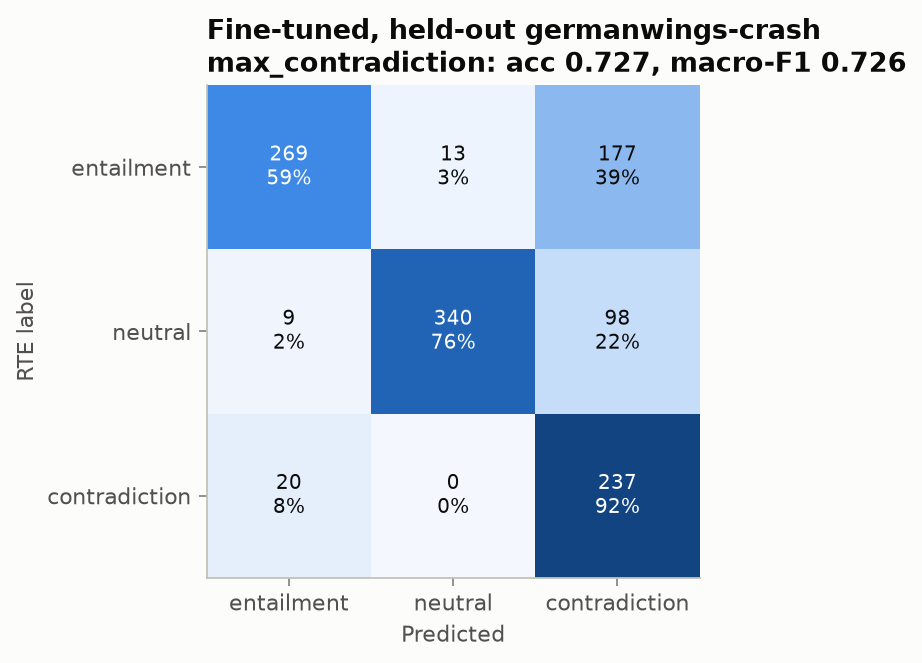 Fine-tuned, held-out germanwings-crash
max_contradiction: acc 0.727, macro-F1 0.726
RTE label
entailment
269
59%
13
3%
177
39%
neutral
9
2%
340
76%
98
22%
contradiction
20
8%
0
0%
237
92%
entailment
neutral
contradiction
Predicted